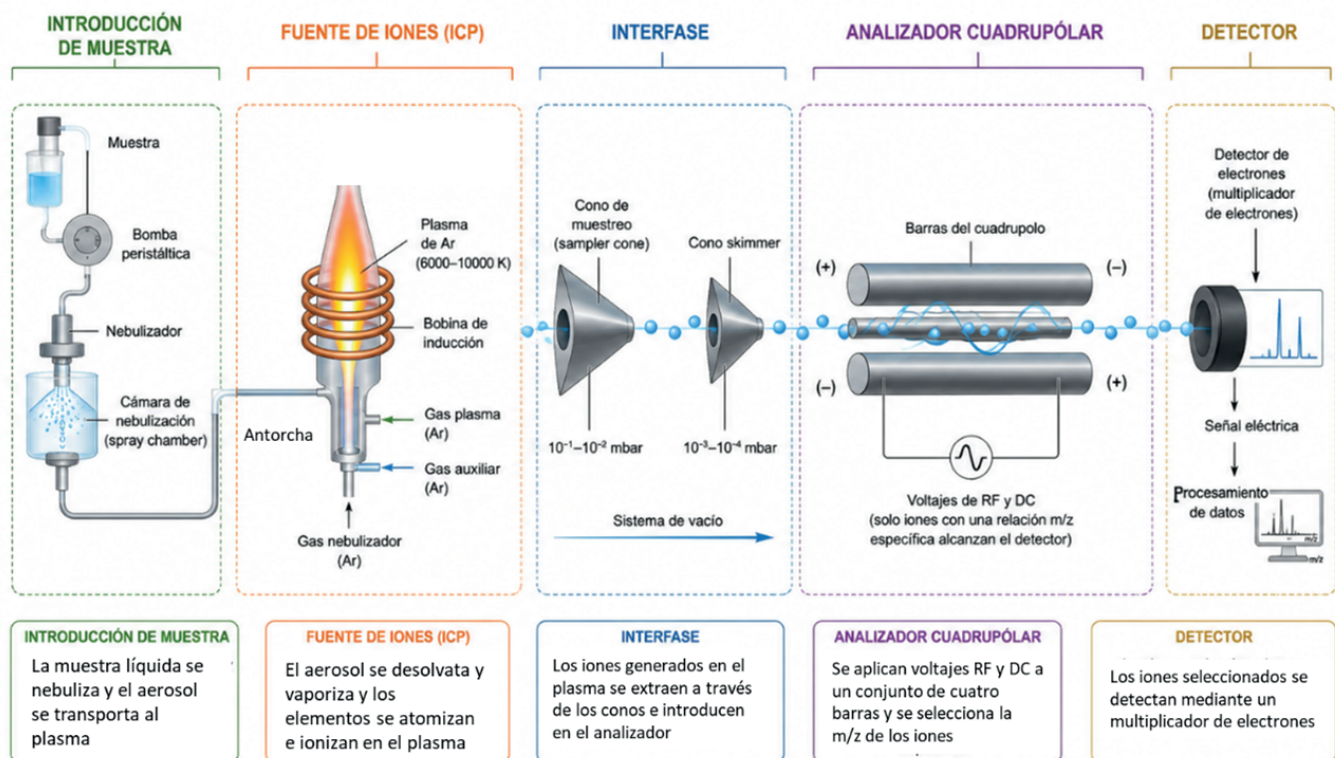 INTRODUCCIÓN
DE MUESTRA
FUENTE DE IONES (ICP)
INTERFASE
ANALIZADOR CUADRUPÓLAR
DETECTOR
Muestra
Bomba
peristáltica
Nebulizador
Cámara de
nebulización
(spray chamber)
Antorcha
Plasma
de Ar
(6000–10000 K)
Bobina de
inducción
Gas plasma
(Ar)
Gas auxiliar
(Ar)
Gas nebulizador
(Ar)
Cono de
muestreo
(sampler cone)
Cono skimmer
10⁻¹–10⁻² mbar
10⁻³–10⁻⁴ mbar
Sistema de vacío
Barras del cuadrupolo
(+)
(–)
(–)
(+)
Voltajes de RF y DC
(solo iones con una relación m/z
específica alcanzan el detector)
Detector de
electrones
(multiplicador
de electrones)
Señal eléctrica
Procesamiento
de datos
m/z
m/z
INTRODUCCIÓN DE MUESTRA
La muestra líquida se
nebuliza y el aerosol
se transporta al
plasma
FUENTE DE IONES (ICP)
El aerosol se desolvata y
vaporiza y los
elementos se atomizan
e ionizan en el plasma
INTERFASE
Los iones generados en el
plasma se extraen a través
de los conos e introducen
en el analizador
ANALIZADOR CUADRUPÓLAR
Se aplican voltajes RF y DC a
un conjunto de cuatro
barras y se selecciona la
m/z de los iones
DETECTOR
Los iones seleccionados se
detectan mediante un
multiplicador de electrones